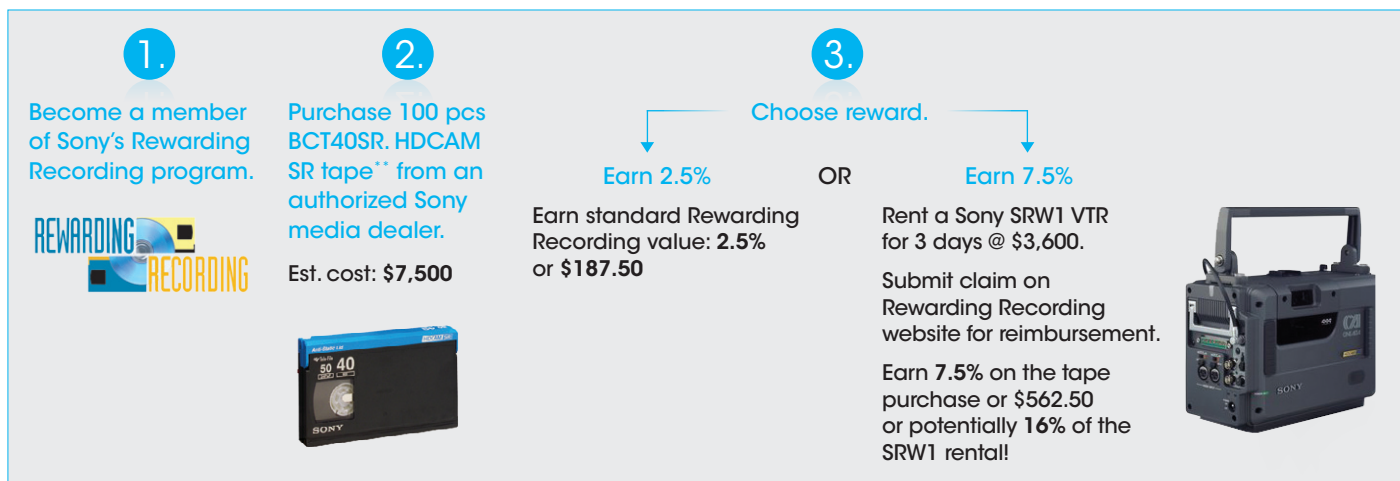 1.
Become a member
of Sony's Rewarding
Recording program.
REWARDING
RECORDING
2.
Purchase 100 pcs
BCT40SR. HDCAM
SR tape** from an
authorized Sony
media dealer.
Est. cost: $7,500
50 40
SONY
3.
Choose reward.
Earn 2.5%
Earn standard Rewarding
Recording value: 2.5%
or $187.50
OR
Earn 7.5%
Rent a Sony SRW1 VTR
for 3 days @ $3,600.
Submit claim on
Rewarding Recording
website for reimbursement.
Earn 7.5% on the tape
purchase or $562.50
or potentially 16% of the
SRW1 rental!
SONY